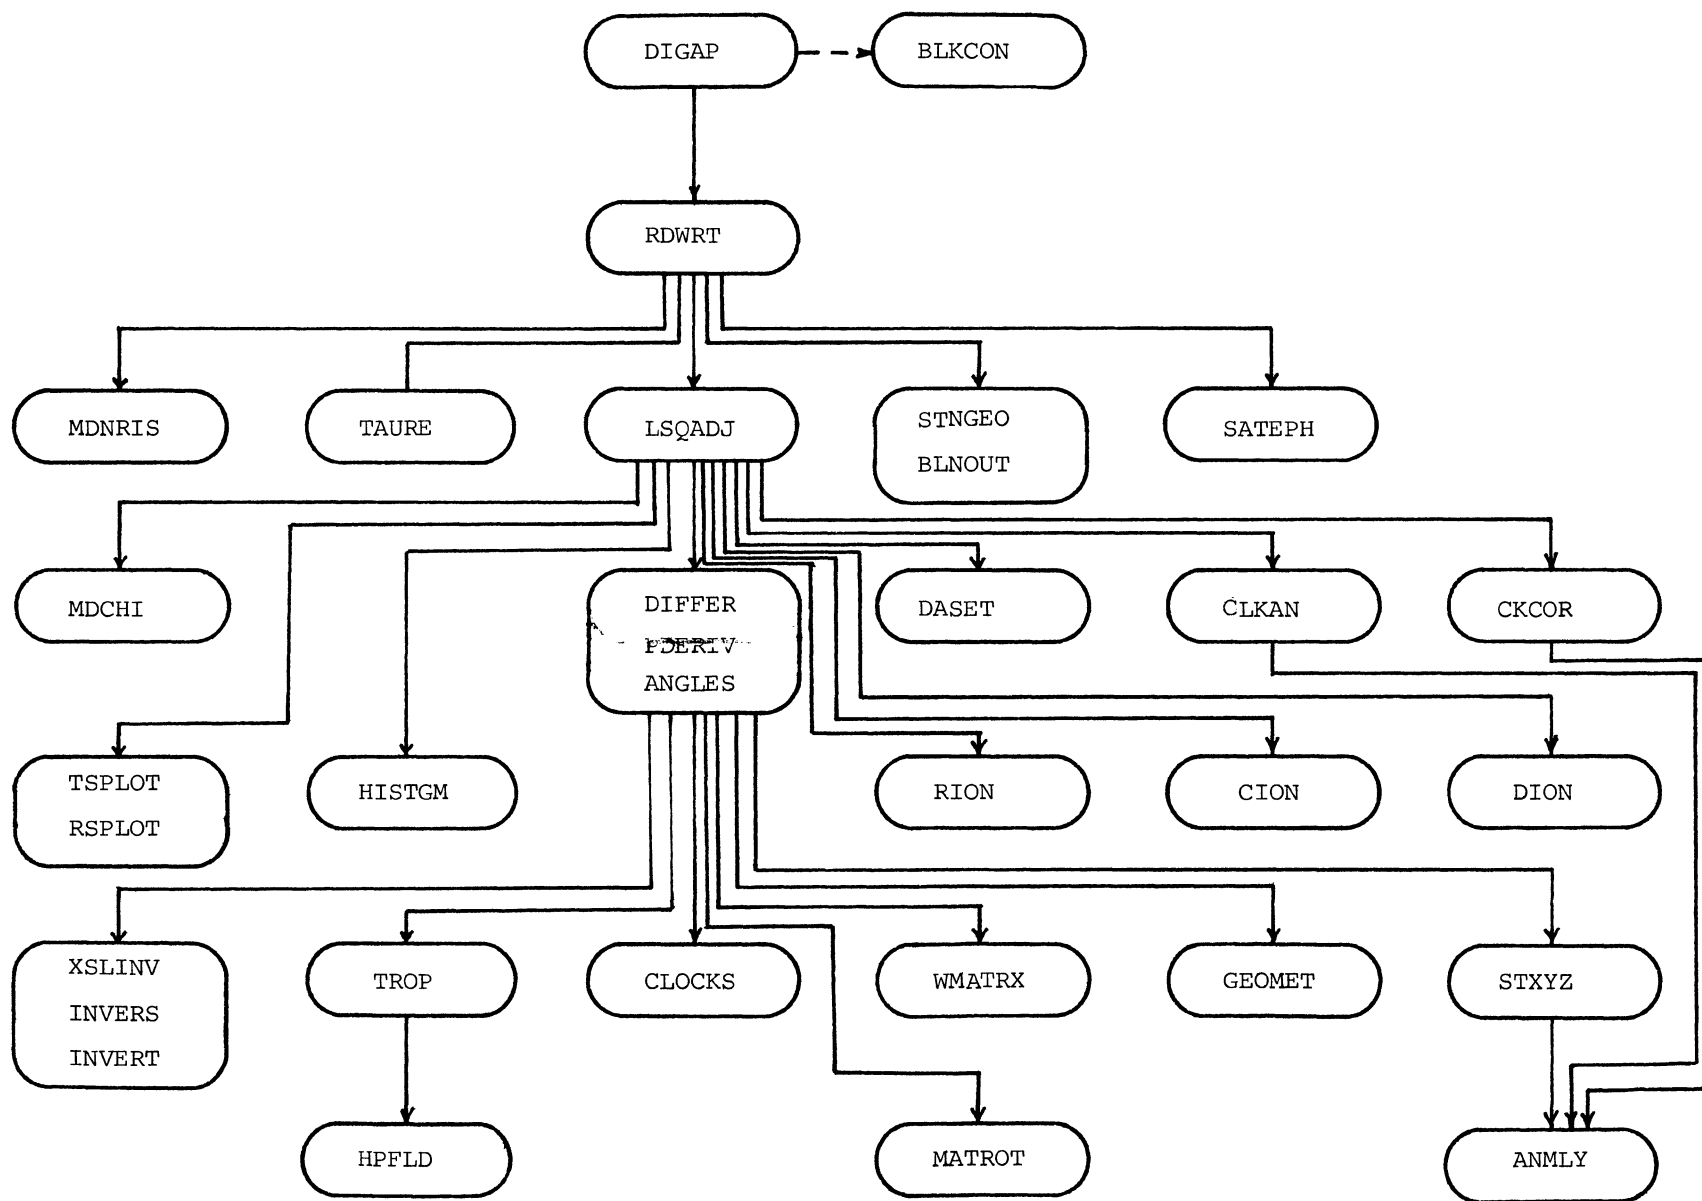 DIGAP
BLKCON
RDWRT
MDNRIS
TAURE
LSQADJ
STNGEO
BLNOUT
SATEPH
MDCHI
DIFFER
PDERIV
ANGLES
DASET
CLKAN
CKCOR
TSPLOT
RSPLOT
HISTGM
RION
CION
DION
XSLINV
INVERS
INVERT
TROP
CLOCKS
WMATRX
GEOMET
STXYZ
HPFLD
MATROT
ANMLY